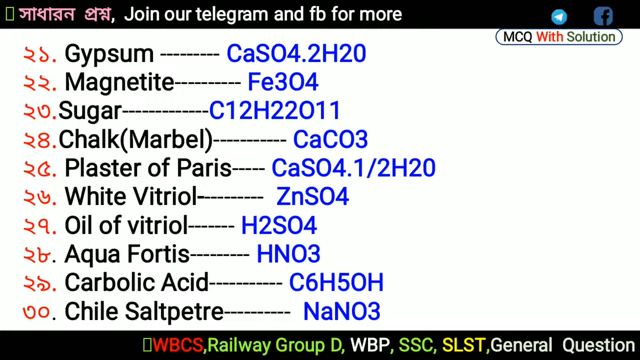 সাধারন প্রশ্ন, Join our telegram and fb for more
MCQ With Solution
২১. Gypsum --------- CaSO4.2H20
২২. Magnetite---------- Fe3O4
২৩.Sugar-------------C12H22O11
২৪.Chalk(Marbel)----------- CaCO3
২৫. Plaster of Paris----- CaSO4.1/2H20
২৬. White Vitriol---------- ZnSO4
২৭. Oil of vitriol------- H2SO4
২৮. Aqua Fortis--------- HNO3
২৯. Carbolic Acid----------- C6H5OH
৩০. Chile Saltpetre---------- NaNO3
WBCS,Railway Group D, WBP, SSC, SLST,General Question